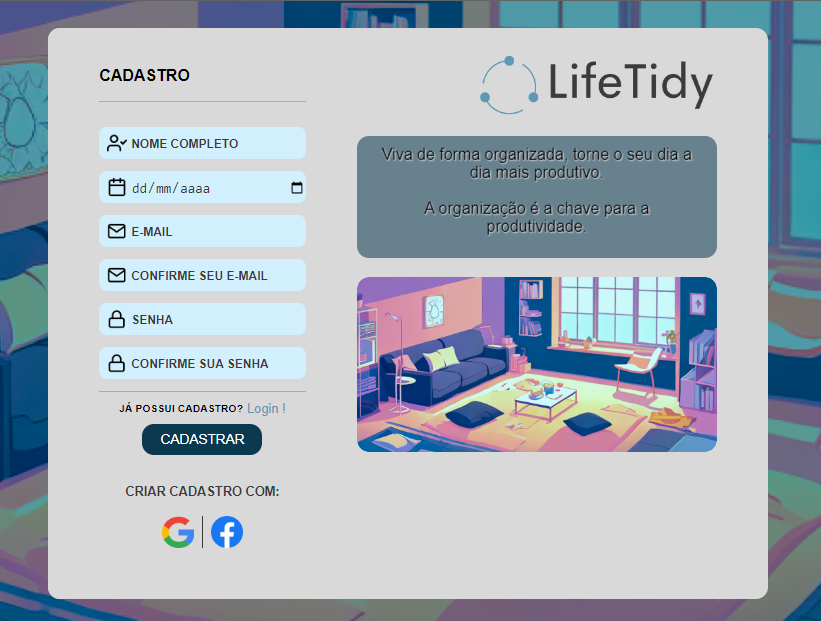 CADASTRO
NOME COMPLETO
dd/mm/aaaa
E-MAIL
CONFIRME SEU E-MAIL
SENHA
CONFIRME SUA SENHA
JÁ POSSUI CADASTRO? Login !
CADASTRAR
CRIAR CADASTRO COM:
LifeTidy
Viva de forma organizada, torne o seu dia a
dia mais produtivo.
A organização é a chave para a
produtividade.